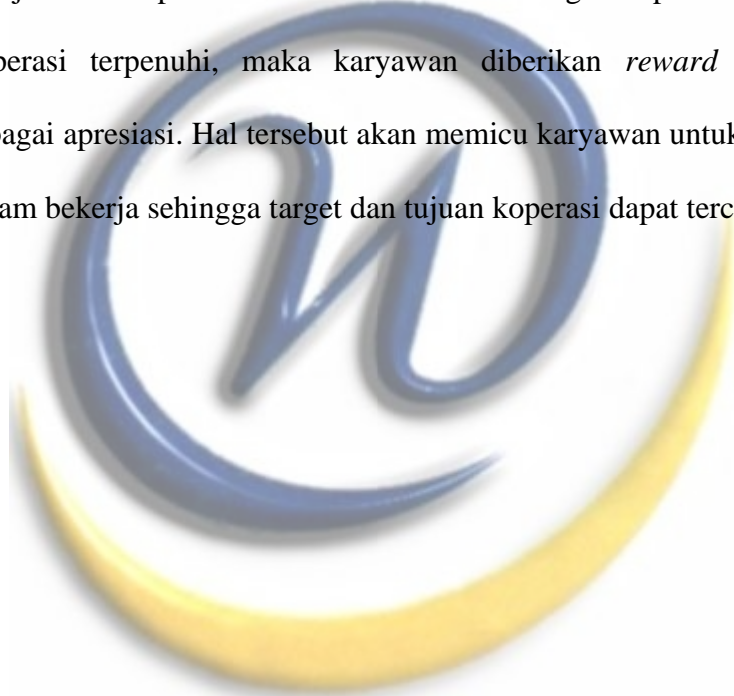 perasi terpenuhi, maka karyawan diberikan reward
bagai apresiasi. Hal tersebut akan memicu karyawan untuk
am bekerja sehingga target dan tujuan koperasi dapat terc